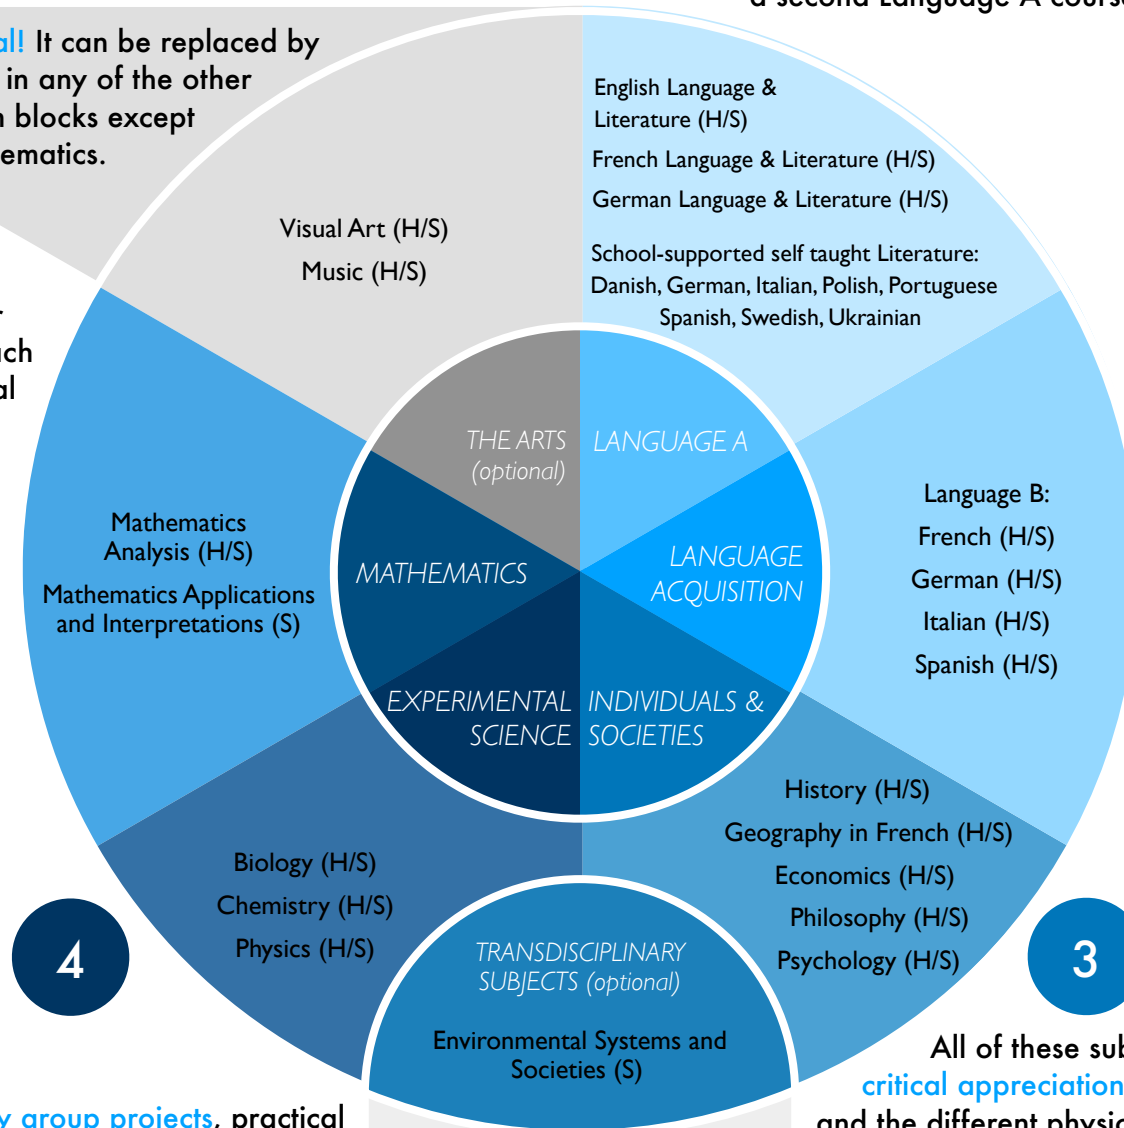 a second Language A course
al! It can be replaced by
in any of the other
blocks except
ematics.
English Language &
Literature (H/S)
French Language & Literature (H/S)
German Language & Literature (H/S)
School-supported self taught Literature:
Danish, German, Italian, Polish, Portuguese
Spanish, Swedish, Ukrainian
Visual Art (H/S)
Music (H/S)
ach
al
THE ARTS
(optional)
LANGUAGE A
Language B:
French (H/S)
German (H/S)
Italian (H/S)
Spanish (H/S)
LANGUAGE
ACQUISITION
MATHEMATICS
Mathematics
Analysis (H/S)
Mathematics Applications
and Interpretations (S)
EXPERIMENTAL
SCIENCE
INDIVIDUALS &
SOCIETIES
History (H/S)
Geography in French (H/S)
Economics (H/S)
Philosophy (H/S)
Psychology (H/S)
Biology (H/S)
Chemistry (H/S)
Physics (H/S)
4
3
TRANSDISCIPLINARY
SUBJECTS (optional)
Environmental Systems and
Societies (S)
All of these sub
critical appreciation
and the different physic
y group projects, practical